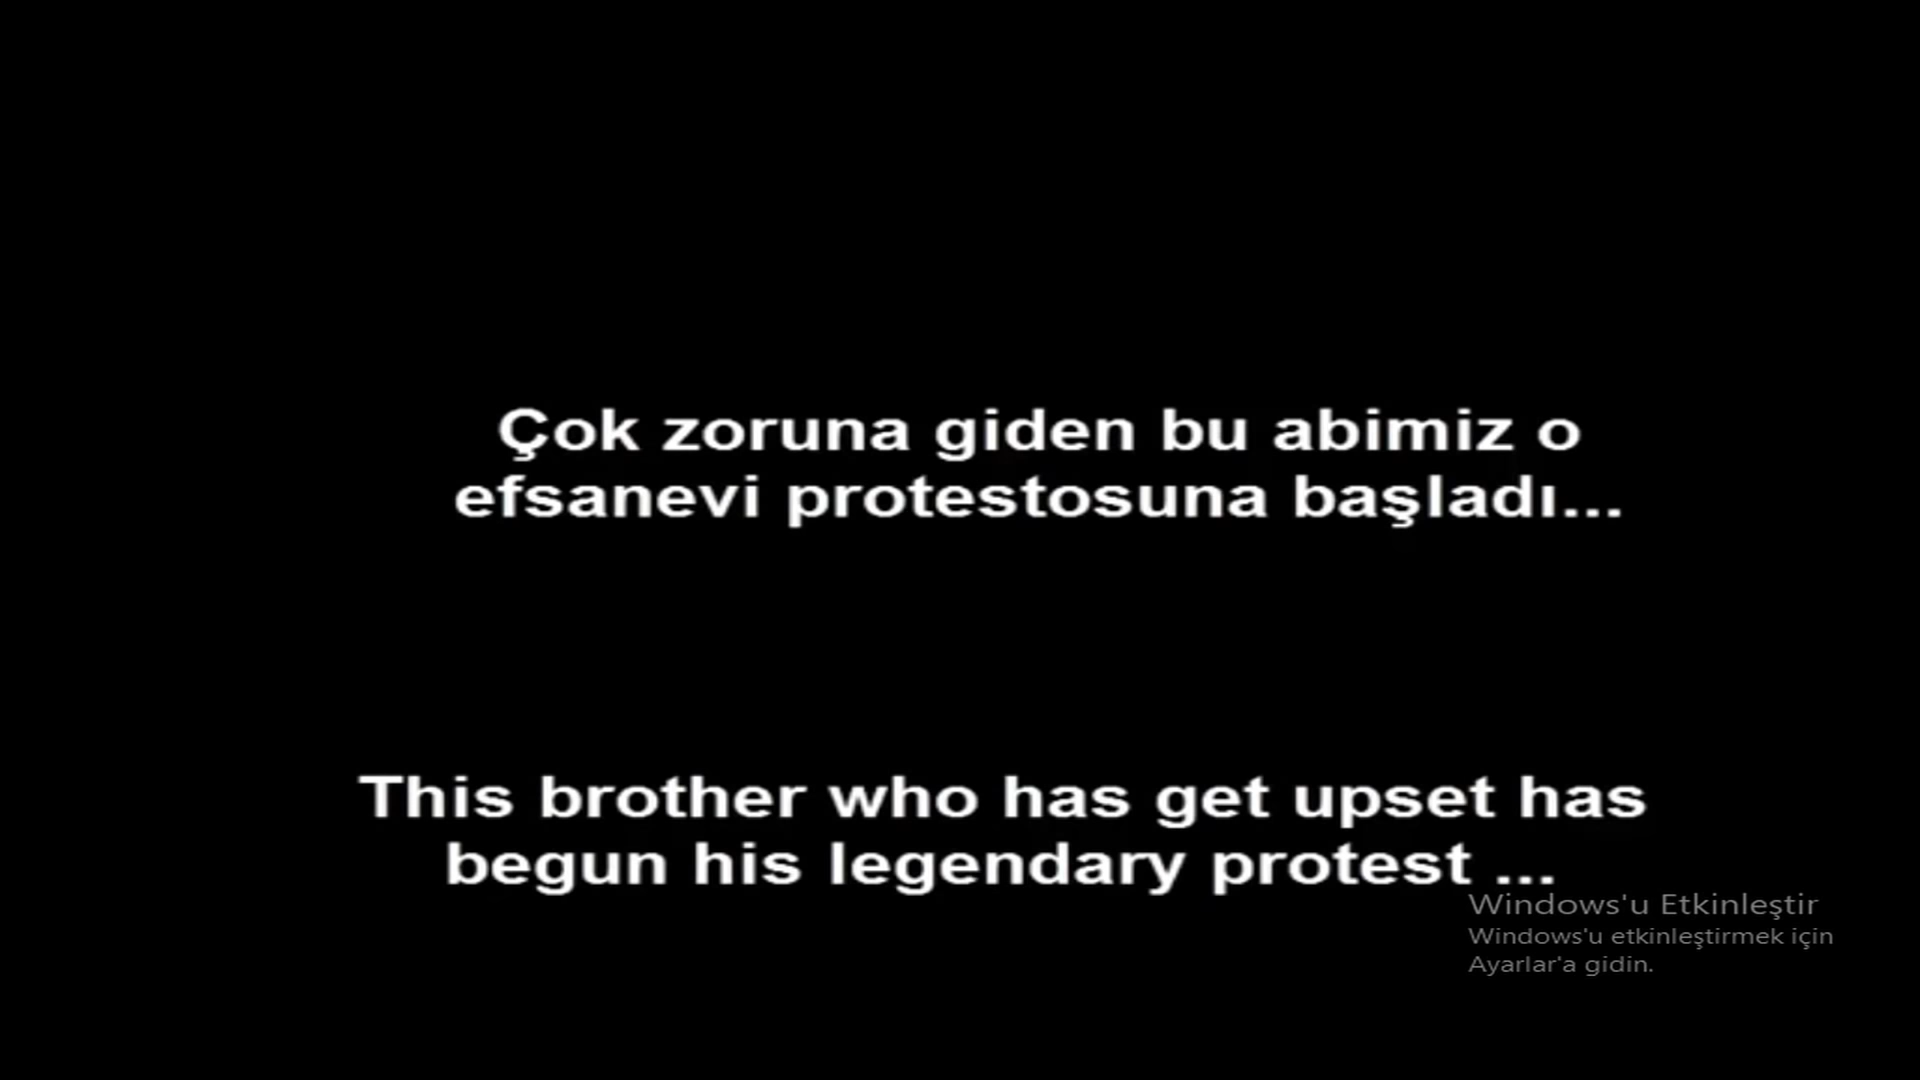 Çok zoruna giden bu abimiz o
efsanevi protestosuna başladı...
This brother who has get upset has
begun his legendary protest ...
Windows'u Etkinleştir
Windows'u etkinleştirmek için
Ayarlar'a gidin.